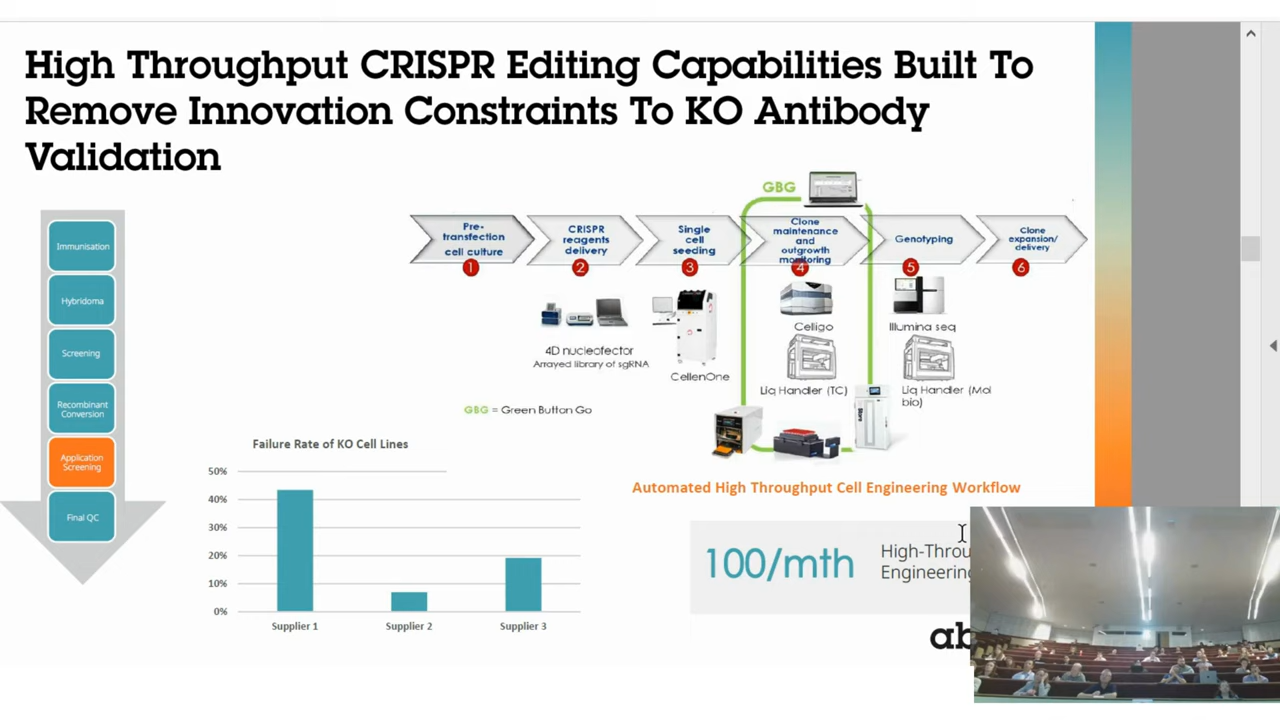 High Throughput CRISPR Editing Capabilities Built To
Remove Innovation Constraints To KO Antibody
Validation
Immunisation
Hybridoma
Screening
Recombinant
Conversion
Application
Screening
Final QC
GBG
Pre-
transfection
cell culture
1
CRISPR
reagents
delivery
2
Single
cell
seeding
3
Clone
maintenance
and
outgrowth
monitoring
4
Genotyping
5
Clone
expansion/
delivery
6
4D nucleofector
Arrayed library of sgRNA
CellenOne
Celligo
Liq Handler (TC)
Illumina seq
Liq Handler (Mol
bio)
GBG = Green Button Go
Failure Rate of KO Cell Lines
50%
40%
30%
20%
10%
0%
Supplier 1
Supplier 2
Supplier 3
Automated High Throughput Cell Engineering Workflow
100/mth
High-Throu
Engineering
ab